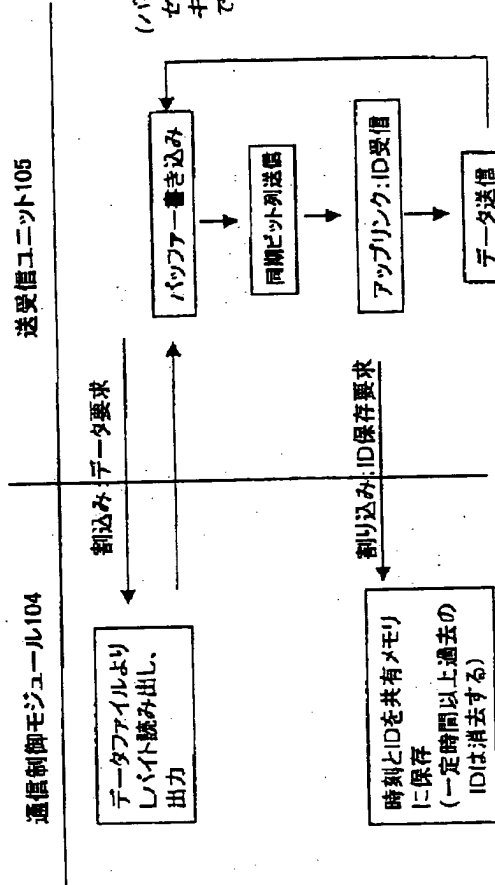 通信制御モジュール104
送受信ユニット105
データファイルより
Lバイト読み出し、
出力
割込み:データ要求
バッファー書き込み
同期ビット列送信
アップリンク:ID受信
データ送信
割り込み:ID保存要求
時刻とIDを共有メモリ
に保存
(一定時間以上過去の
IDは消去する)